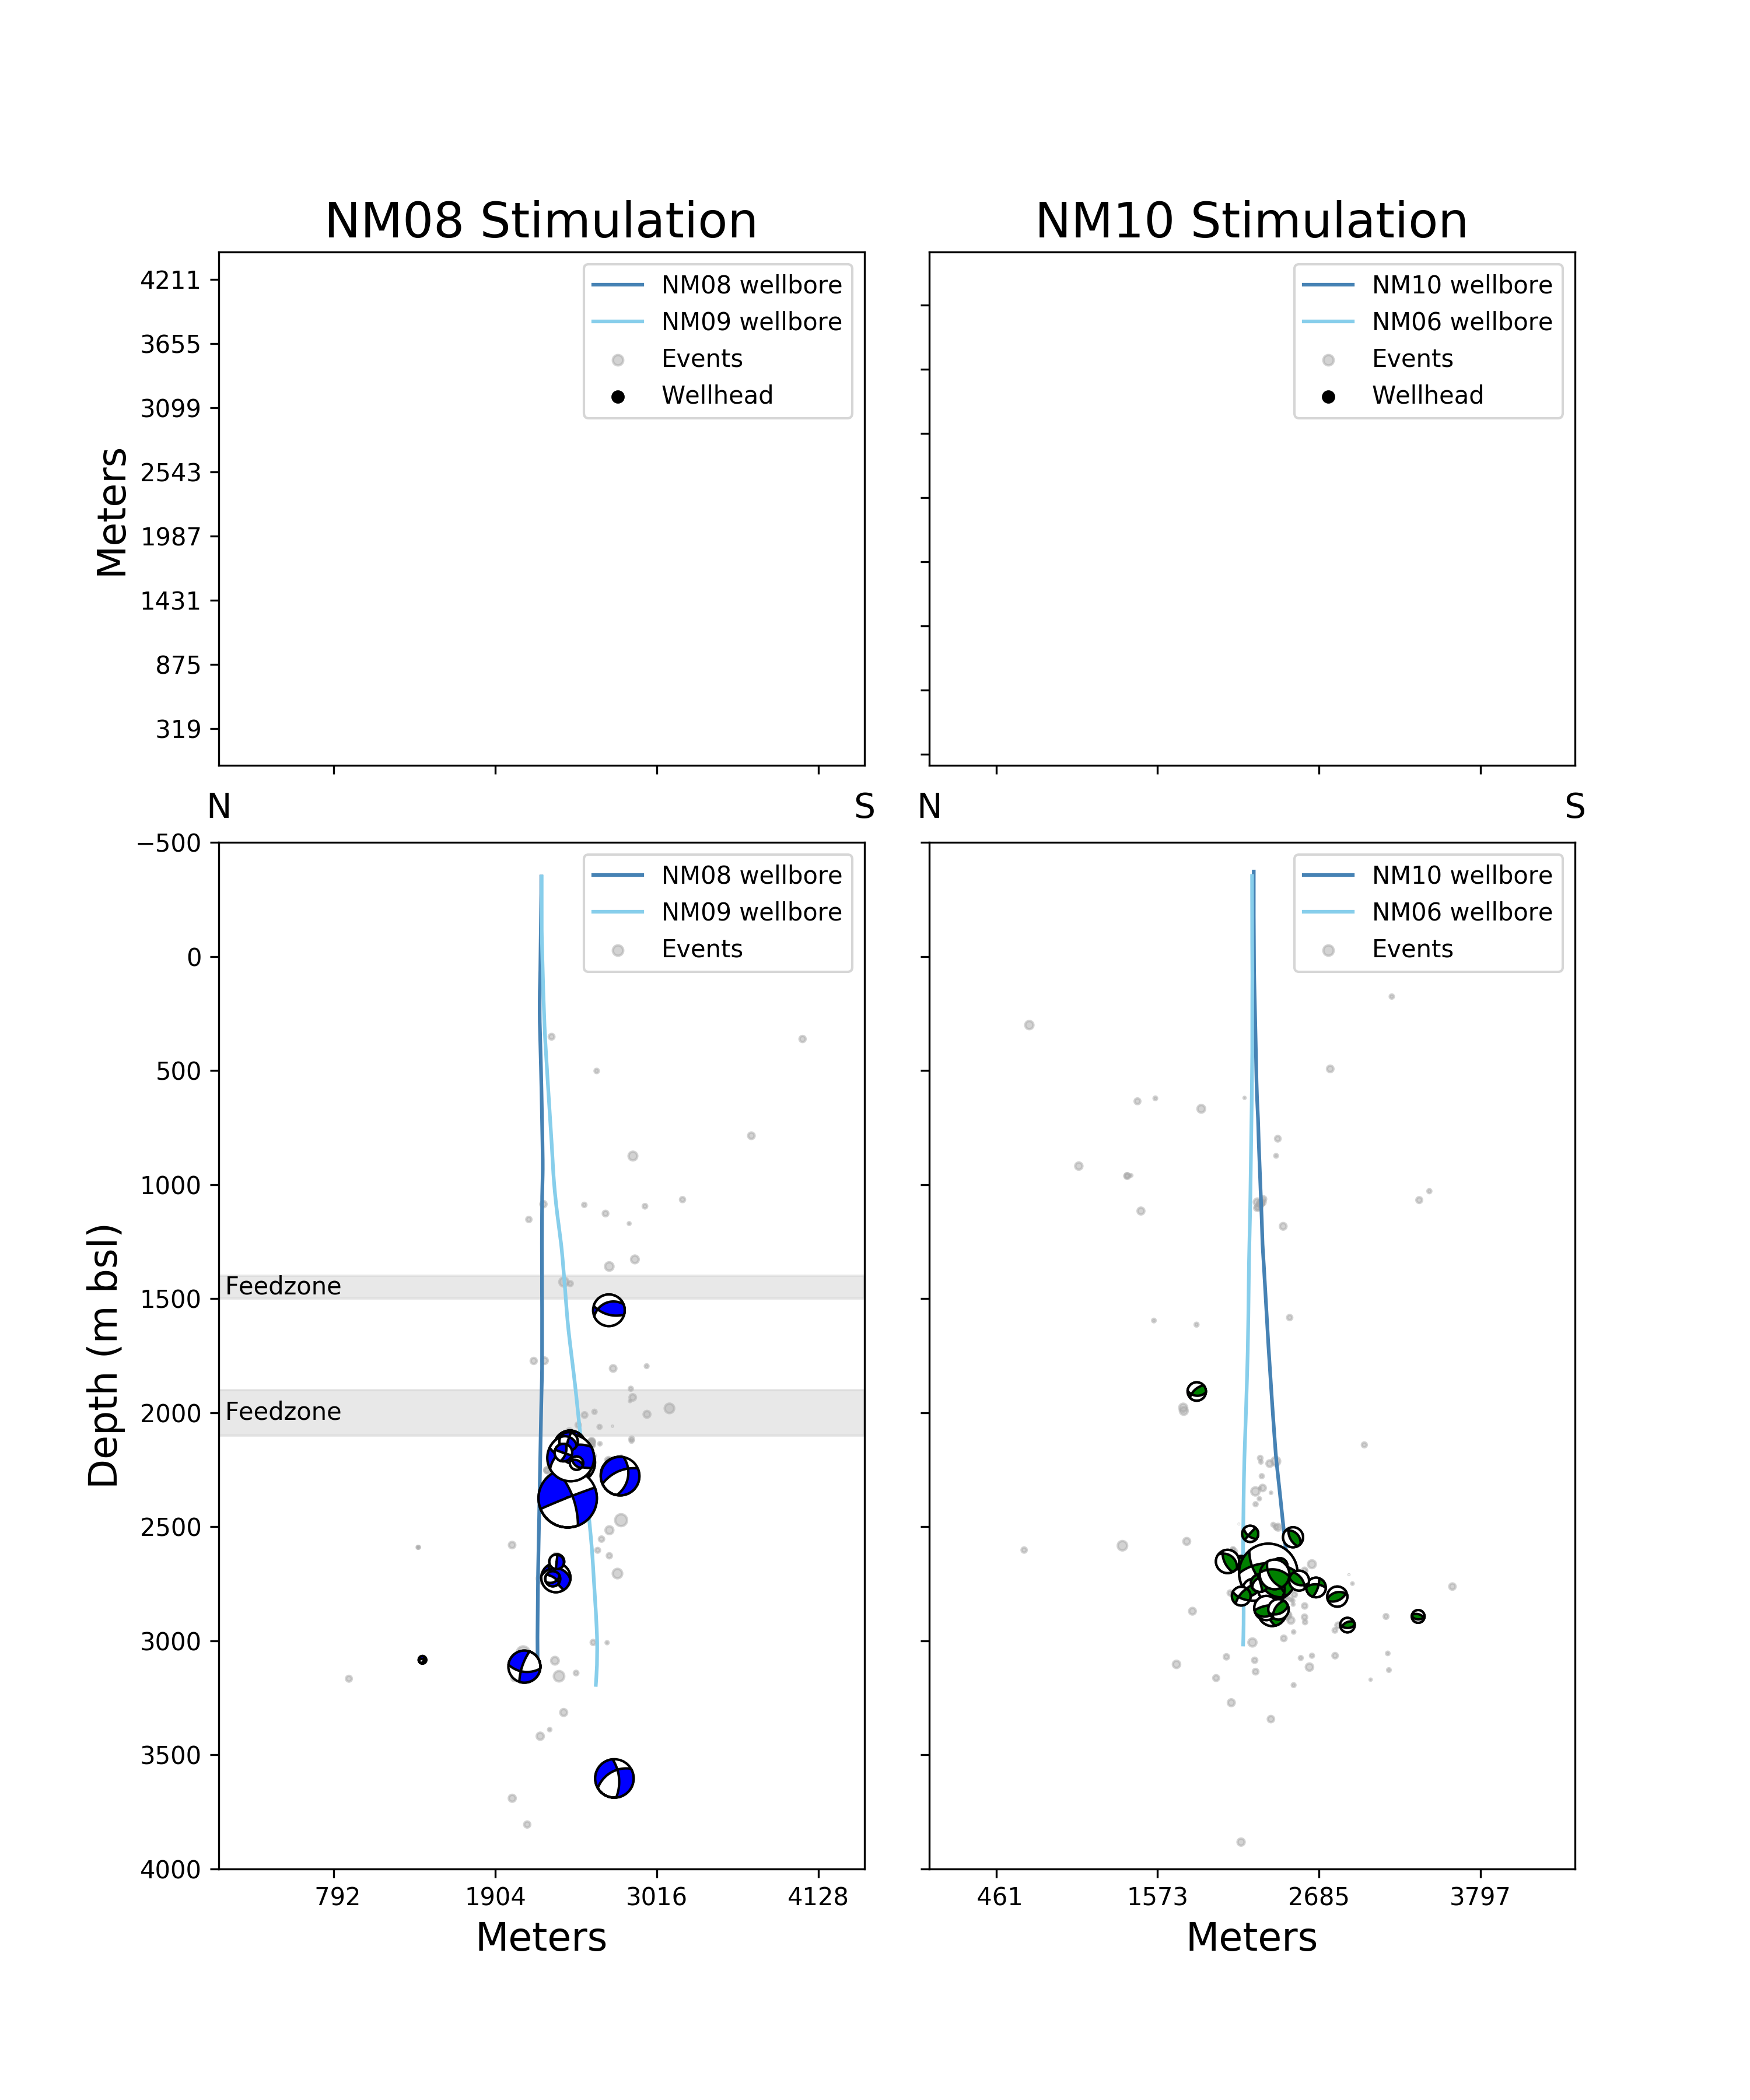 NM08 Stimulation
NM10 Stimulation
4211
3655
3099
2543
1987
1431
875
319
Meters
NM08 wellbore
NM09 wellbore
Events
Wellhead
NM10 wellbore
NM06 wellbore
Events
Wellhead
N
S
N
S
−500
0
500
1000
1500
2000
2500
3000
3500
4000
Depth (m bsl)
NM08 wellbore
NM09 wellbore
Events
Feedzone
Feedzone
792
1904
3016
4128
Meters
NM10 wellbore
NM06 wellbore
Events
461
1573
2685
3797
Meters